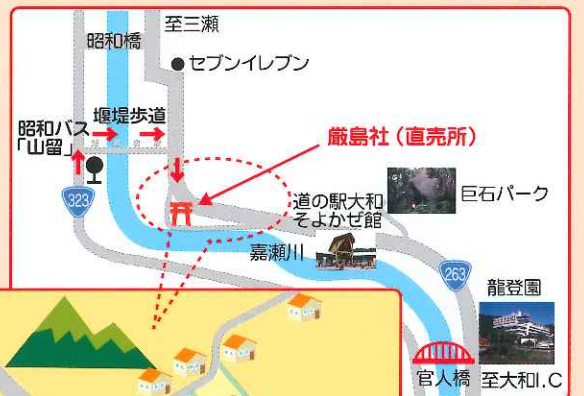 至三瀬
昭和橋
セブンイレブン
堰堤歩道
昭和バス
「山留」
厳島社（直売所）
323
道の駅大和
そよかぜ館
巨石パーク
嘉瀬川
263
龍登園
官人橋
至大和I.C